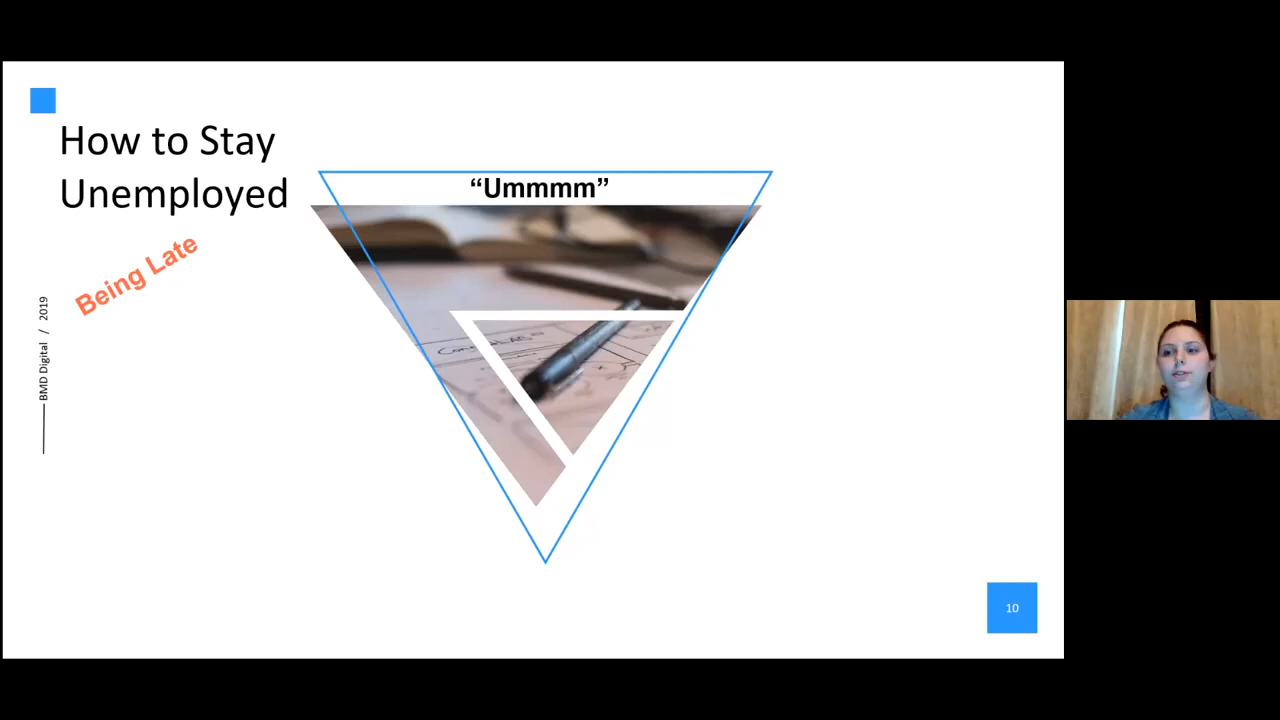 How to Stay
Unemployed
“Ummmm”
Being Late
BMD Digital / 2019
10